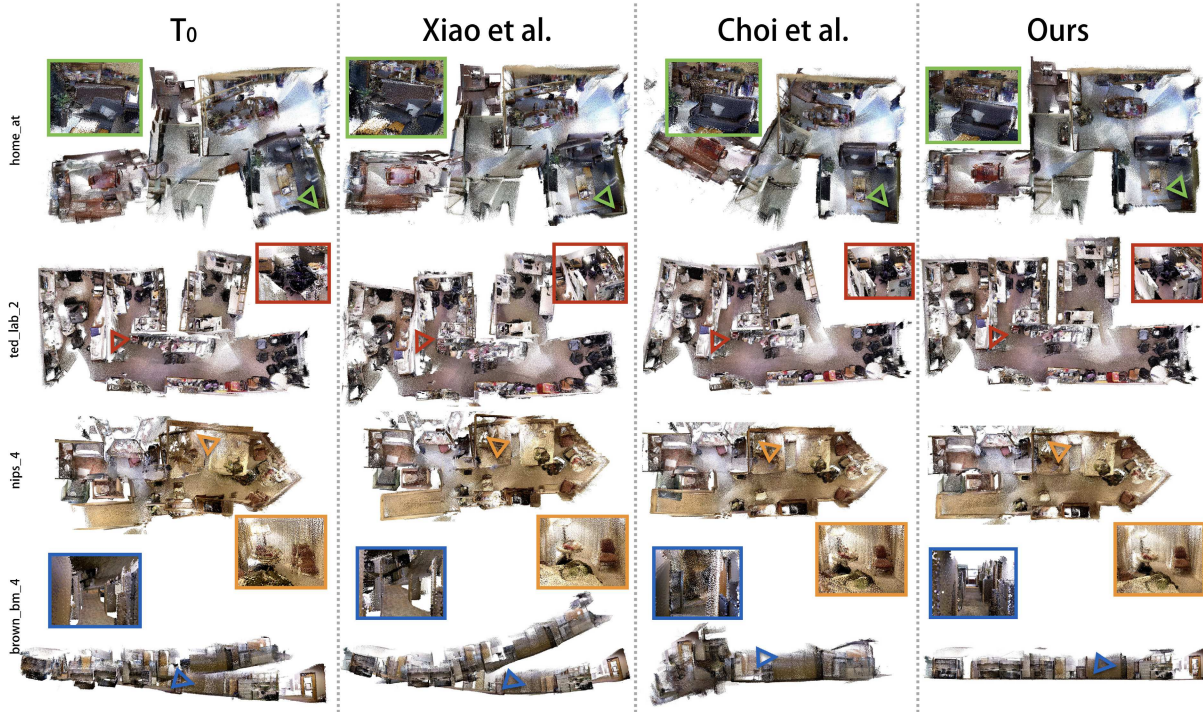 T₀ Xiao et al. Choi et al. Ours
home_at
ted_lab_2
nips_4
brown_bm_4